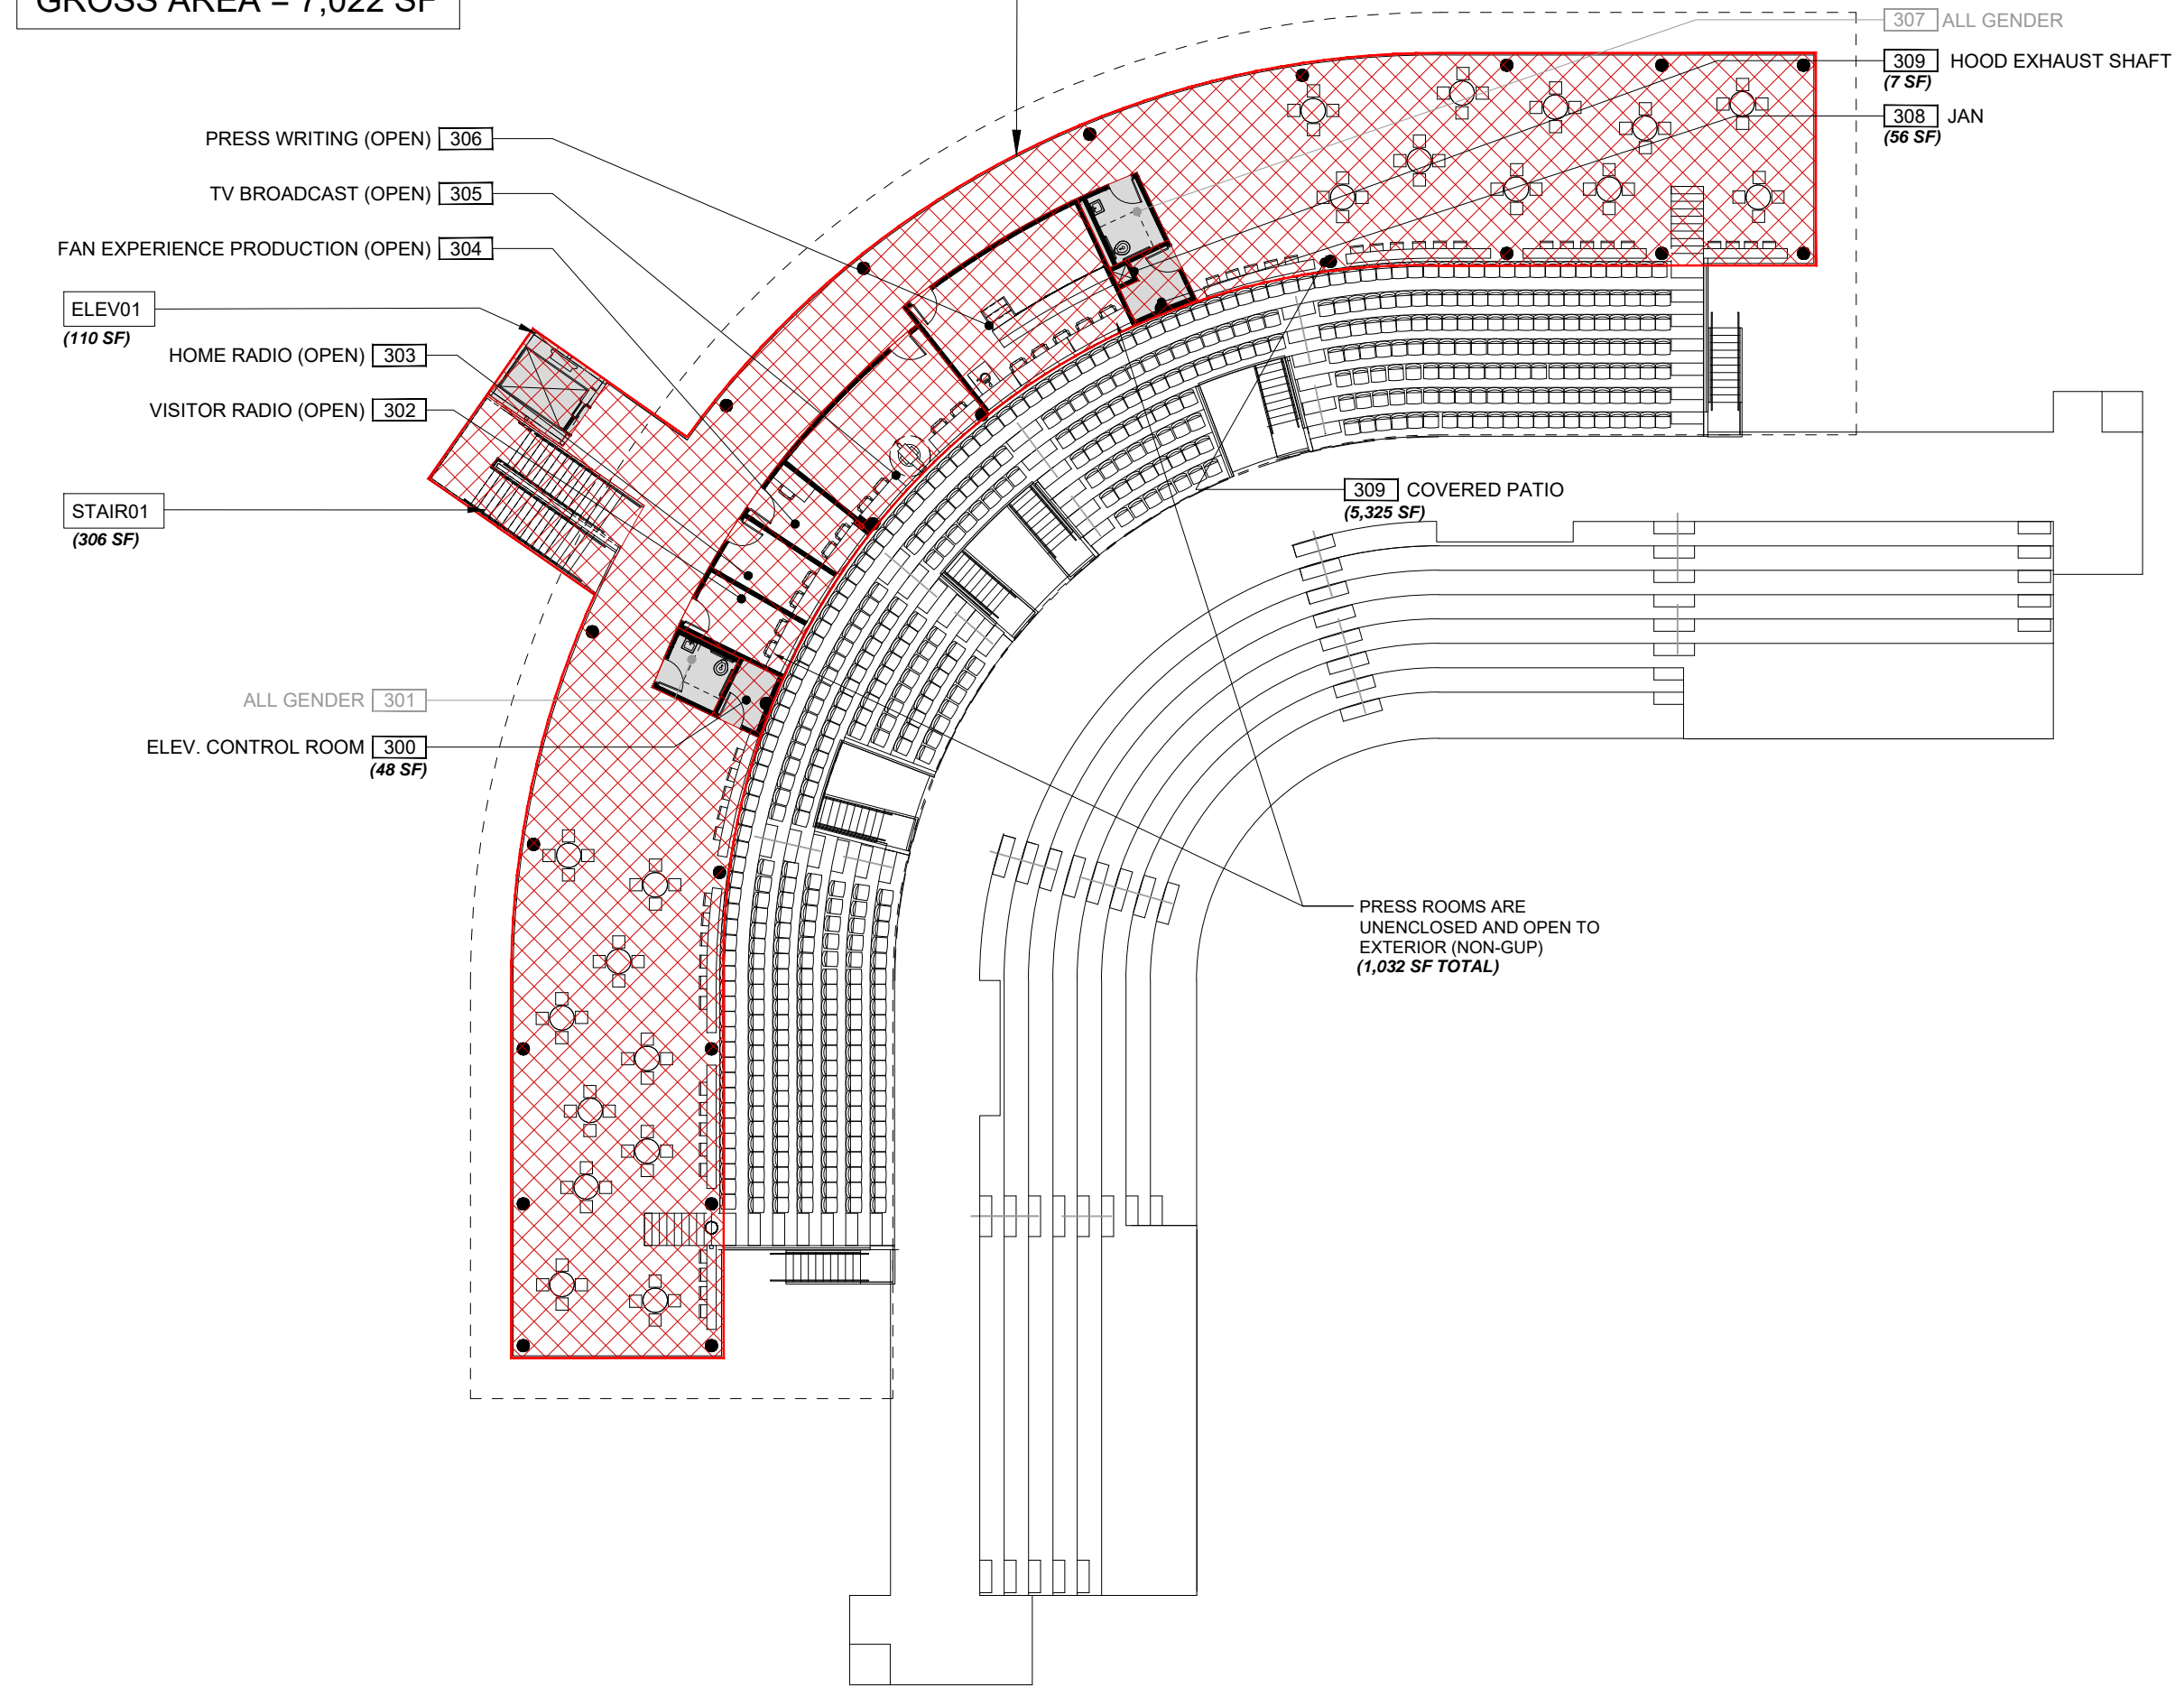 GROSS AREA = 7,022 SF
307 ALL GENDER
309 HOOD EXHAUST SHAFT
(7 SF)
308 JAN
(56 SF)
PRESS WRITING (OPEN) 306
TV BROADCAST (OPEN) 305
FAN EXPERIENCE PRODUCTION (OPEN) 304
ELEV01
(110 SF)
HOME RADIO (OPEN) 303
VISITOR RADIO (OPEN) 302
STAIR01
(306 SF)
309 COVERED PATIO
(5,325 SF)
ALL GENDER 301
ELEV. CONTROL ROOM 300
(48 SF)
PRESS ROOMS ARE
UNENCLOSED AND OPEN TO
EXTERIOR (NON-GUP)
(1,032 SF TOTAL)